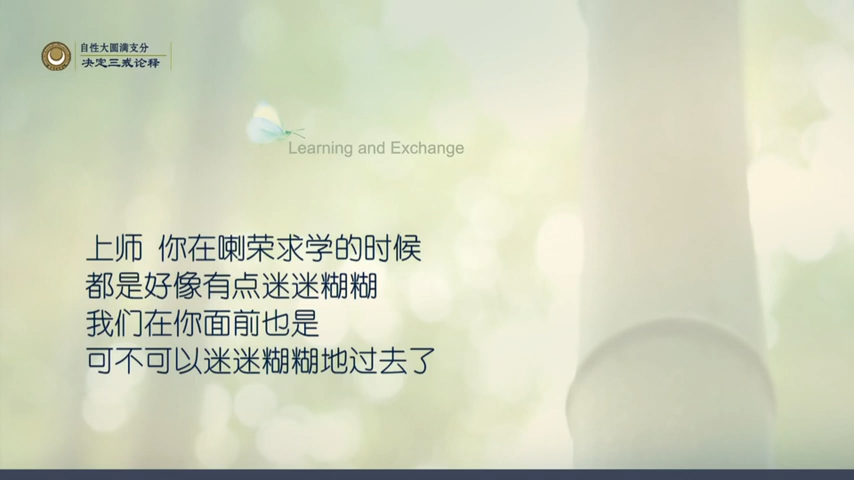 自性大圆满支分
决定三戒论释
Learning and Exchange
上师 你在喇荣求学的时候
都是好像有点迷迷糊糊
我们在你面前也是
可不可以迷迷糊糊地过去了